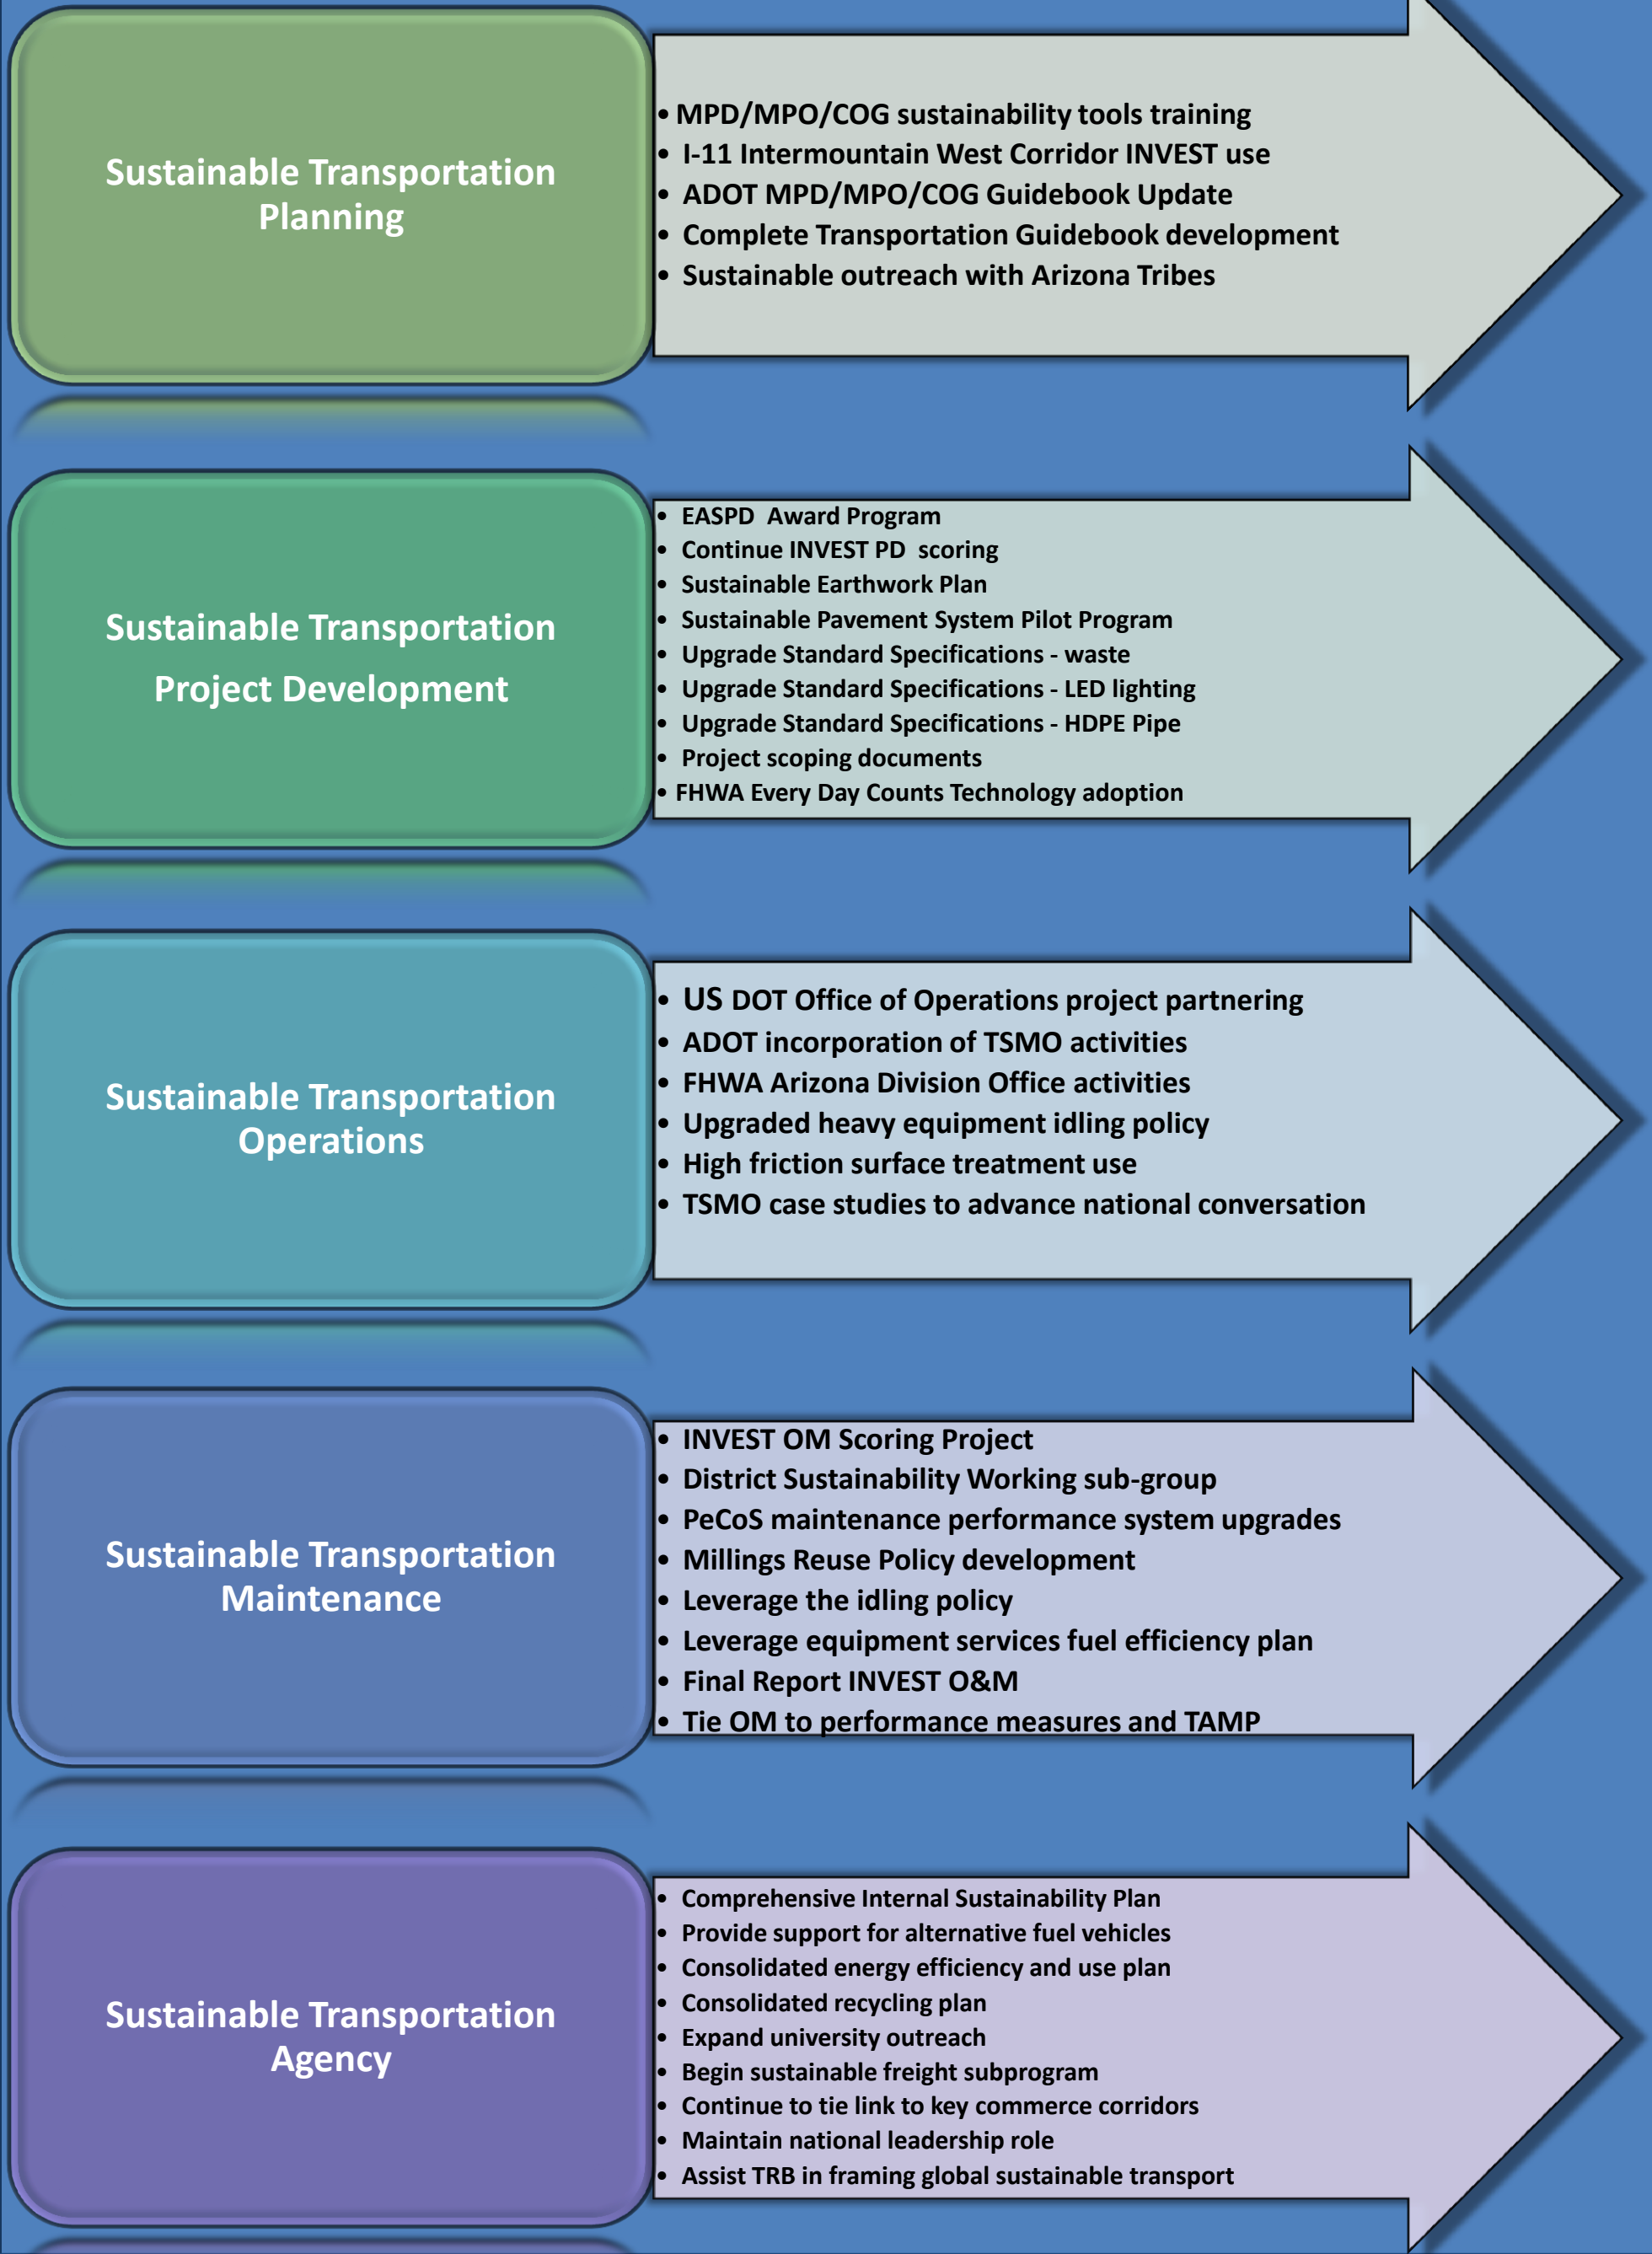 Sustainable Transportation
Planning
• MPD/MPO/COG sustainability tools training
• I-11 Intermountain West Corridor INVEST use
• ADOT MPD/MPO/COG Guidebook Update
• Complete Transportation Guidebook development
• Sustainable outreach with Arizona Tribes
Sustainable Transportation
Project Development
• EASPD Award Program
• Continue INVEST PD scoring
• Sustainable Earthwork Plan
• Sustainable Pavement System Pilot Program
• Upgrade Standard Specifications - waste
• Upgrade Standard Specifications - LED lighting
• Upgrade Standard Specifications - HDPE Pipe
• Project scoping documents
• FHWA Every Day Counts Technology adoption
Sustainable Transportation
Operations
• US DOT Office of Operations project partnering
• ADOT incorporation of TSMO activities
• FHWA Arizona Division Office activities
• Upgraded heavy equipment idling policy
• High friction surface treatment use
• TSMO case studies to advance national conversation
Sustainable Transportation
Maintenance
• INVEST OM Scoring Project
• District Sustainability Working sub-group
• PeCoS maintenance performance system upgrades
• Millings Reuse Policy development
• Leverage the idling policy
• Leverage equipment services fuel efficiency plan
• Final Report INVEST O&M
• Tie OM to performance measures and TAMP
Sustainable Transportation
Agency
• Comprehensive Internal Sustainability Plan
• Provide support for alternative fuel vehicles
• Consolidated energy efficiency and use plan
• Consolidated recycling plan
• Expand university outreach
• Begin sustainable freight subprogram
• Continue to tie link to key commerce corridors
• Maintain national leadership role
• Assist TRB in framing global sustainable transport